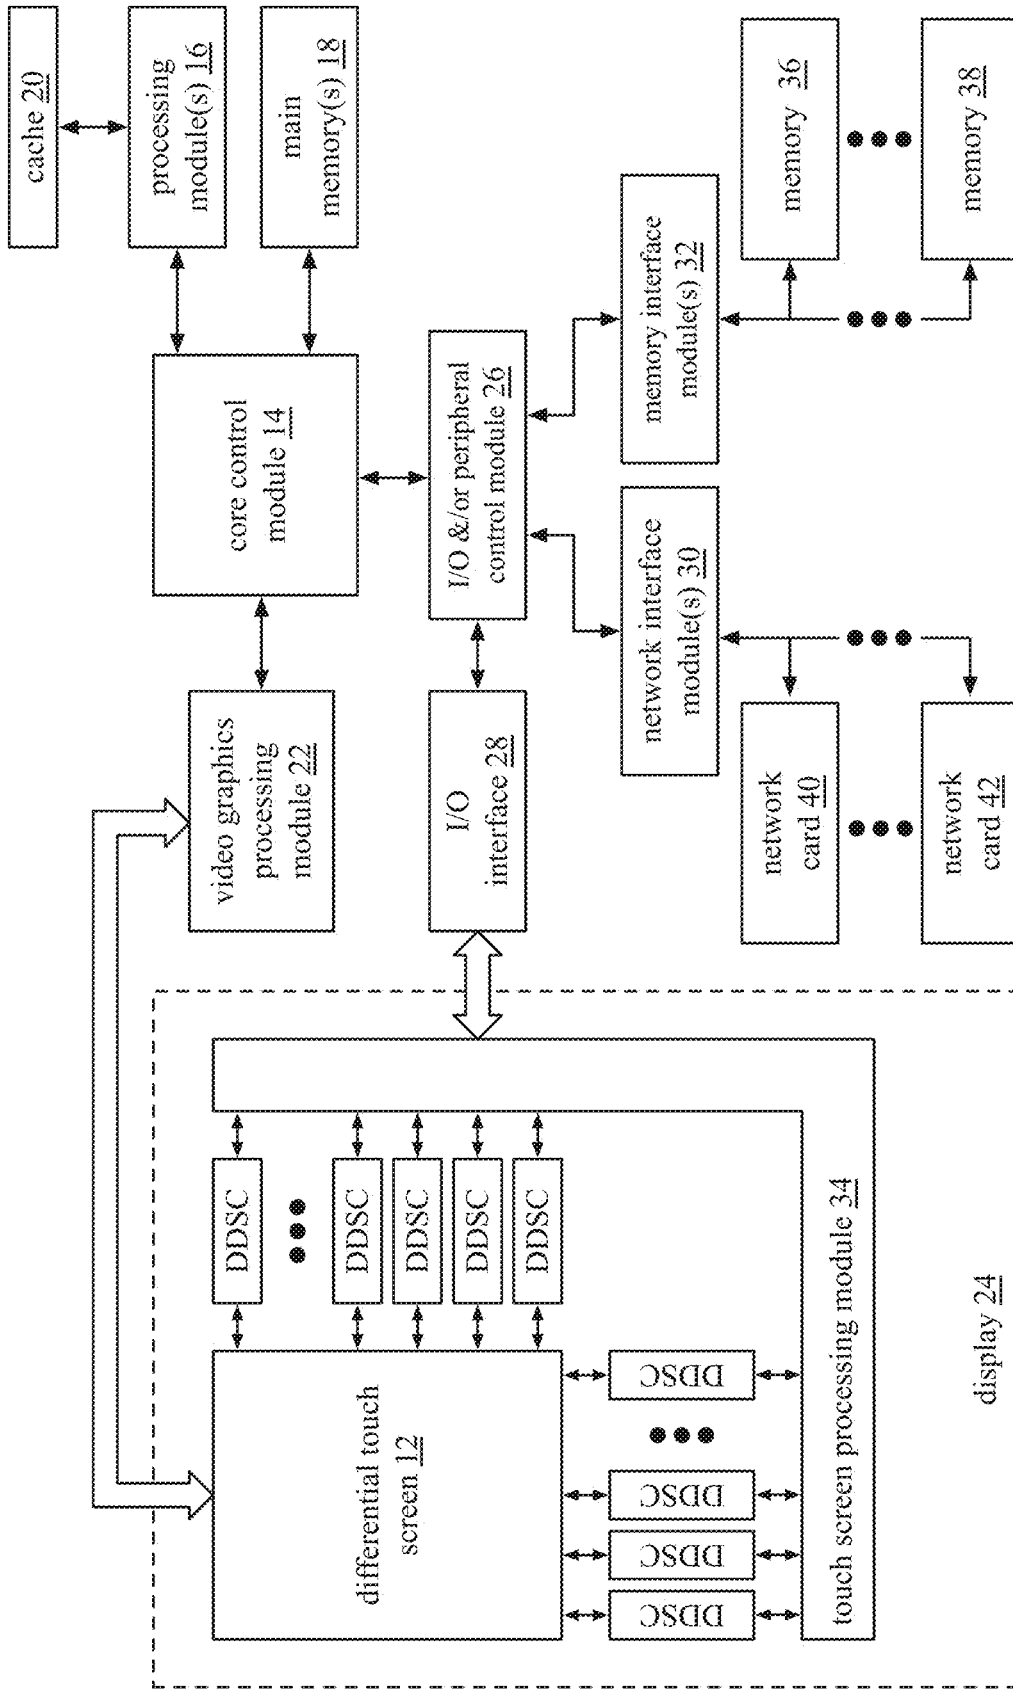 cache 20
processing
module(s) 16
main
memory(s) 18
core control
module 14
video graphics
processing
module 22
I/O &/or peripheral
control module 26
I/O
interface 28
memory interface
module(s) 32
network interface
module(s) 30
memory 36
memory 38
network
card 40
network
card 42
differential touch
screen 12
DDSC
DDSC
DDSC
DDSC
DDSC
DDSC
DDSC
DDSC
DDSC
touch screen processing module 34
display 24